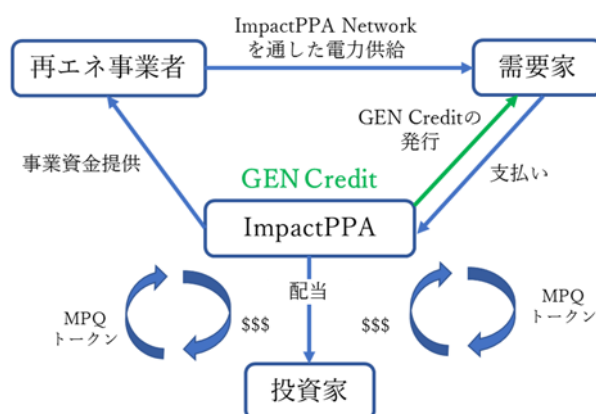 ImpactPPA Network
を通した電力供給
再エネ事業者
需要家
GEN Creditの
発行
事業資金提供
支払い
GEN Credit
ImpactPPA
配当
MPQ
トークン
$$$
$$$
MPQ
トークン
投資家